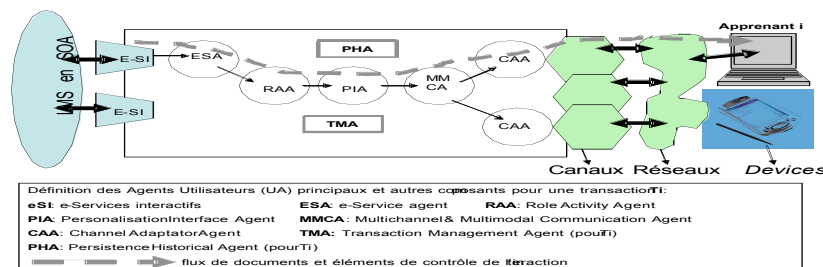 Apprenant i
LMS en SOA
E-SI
E-SI
ESA
RAA
PHA
PIA
TMA
MM
CA
CAA
CAA
Canaux Réseaux Devices
Définition des Agents Utilisateurs (UA) principaux et autres composants pour une transaction Ti:
eSI: e-Services interactifs ESA: e-Service agent RAA: Role Activity Agent
PIA: PersonalisationInterface Agent MMCA: Multichannel & Multimodal Communication Agent
CAA: Channel Adaptator Agent TMA: Transaction Management Agent (pour Ti)
PHA: Persistence Historical Agent (pour Ti)
flux de documents et éléments de contrôle de